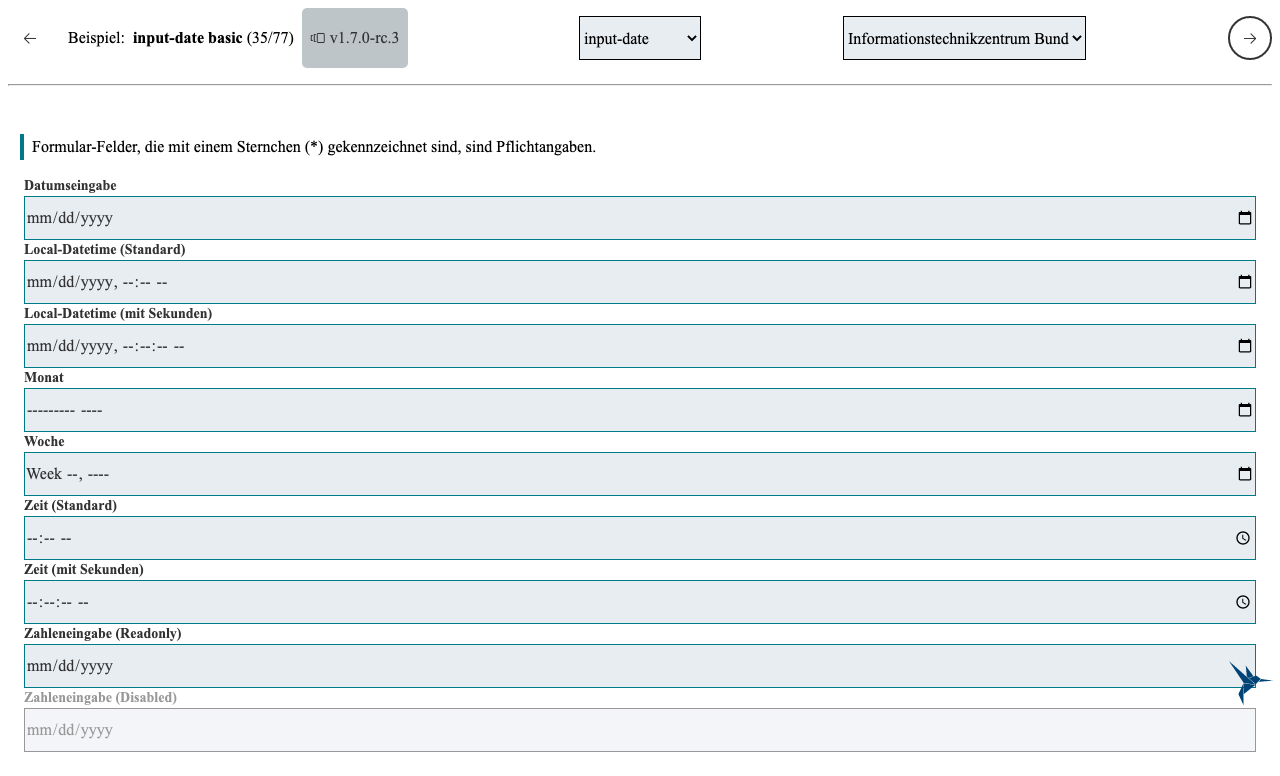 Beispiel: input-date basic (35/77) v1.7.0-rc.3 input-date Informationstechnikzentrum Bund
Formular-Felder, die mit einem Sternchen (*) gekennzeichnet sind, sind Pflichtangaben.
Datumseingabe
mm/dd/yyyy
Local-Datetime (Standard)
mm/dd/yyyy, --:-- --
Local-Datetime (mit Sekunden)
mm/dd/yyyy, --:--:-- --
Monat
--------- ----
Woche
Week --, ----
Zeit (Standard)
--:-- --
Zeit (mit Sekunden)
--:--:-- --
Zahleneingabe (Readonly)
mm/dd/yyyy
Zahleneingabe (Disabled)
mm/dd/yyyy